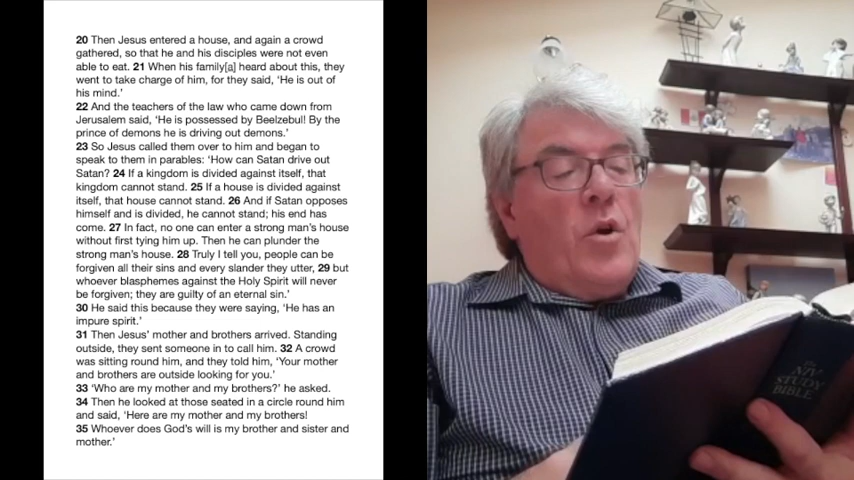 20 Then Jesus entered a house, and again a crowd
gathered, so that he and his disciples were not even
able to eat. 21 When his family[a] heard about this, they
went to take charge of him, for they said, ‘He is out of
his mind.’
22 And the teachers of the law who came down from
Jerusalem said, ‘He is possessed by Beelzebul! By the
prince of demons he is driving out demons.’
23 So Jesus called them over to him and began to
speak to them in parables: ‘How can Satan drive out
Satan? 24 If a kingdom is divided against itself, that
kingdom cannot stand. 25 If a house is divided against
itself, that house cannot stand. 26 And if Satan opposes
himself and is divided, he cannot stand; his end has
come. 27 In fact, no one can enter a strong man’s house
without first tying him up. Then he can plunder the
strong man’s house. 28 Truly I tell you, people can be
forgiven all their sins and every slander they utter, 29 but
whoever blasphemes against the Holy Spirit will never
be forgiven; they are guilty of an eternal sin.’
30 He said this because they were saying, ‘He has an
impure spirit.’
31 Then Jesus’ mother and brothers arrived. Standing
outside, they sent someone in to call him. 32 A crowd
was sitting round him, and they told him, ‘Your mother
and brothers are outside looking for you.’
33 ‘Who are my mother and my brothers?’ he asked.
34 Then he looked at those seated in a circle round him
and said, ‘Here are my mother and my brothers!
35 Whoever does God’s will is my brother and sister and
mother.’
NIV
STUDY
BIBLE